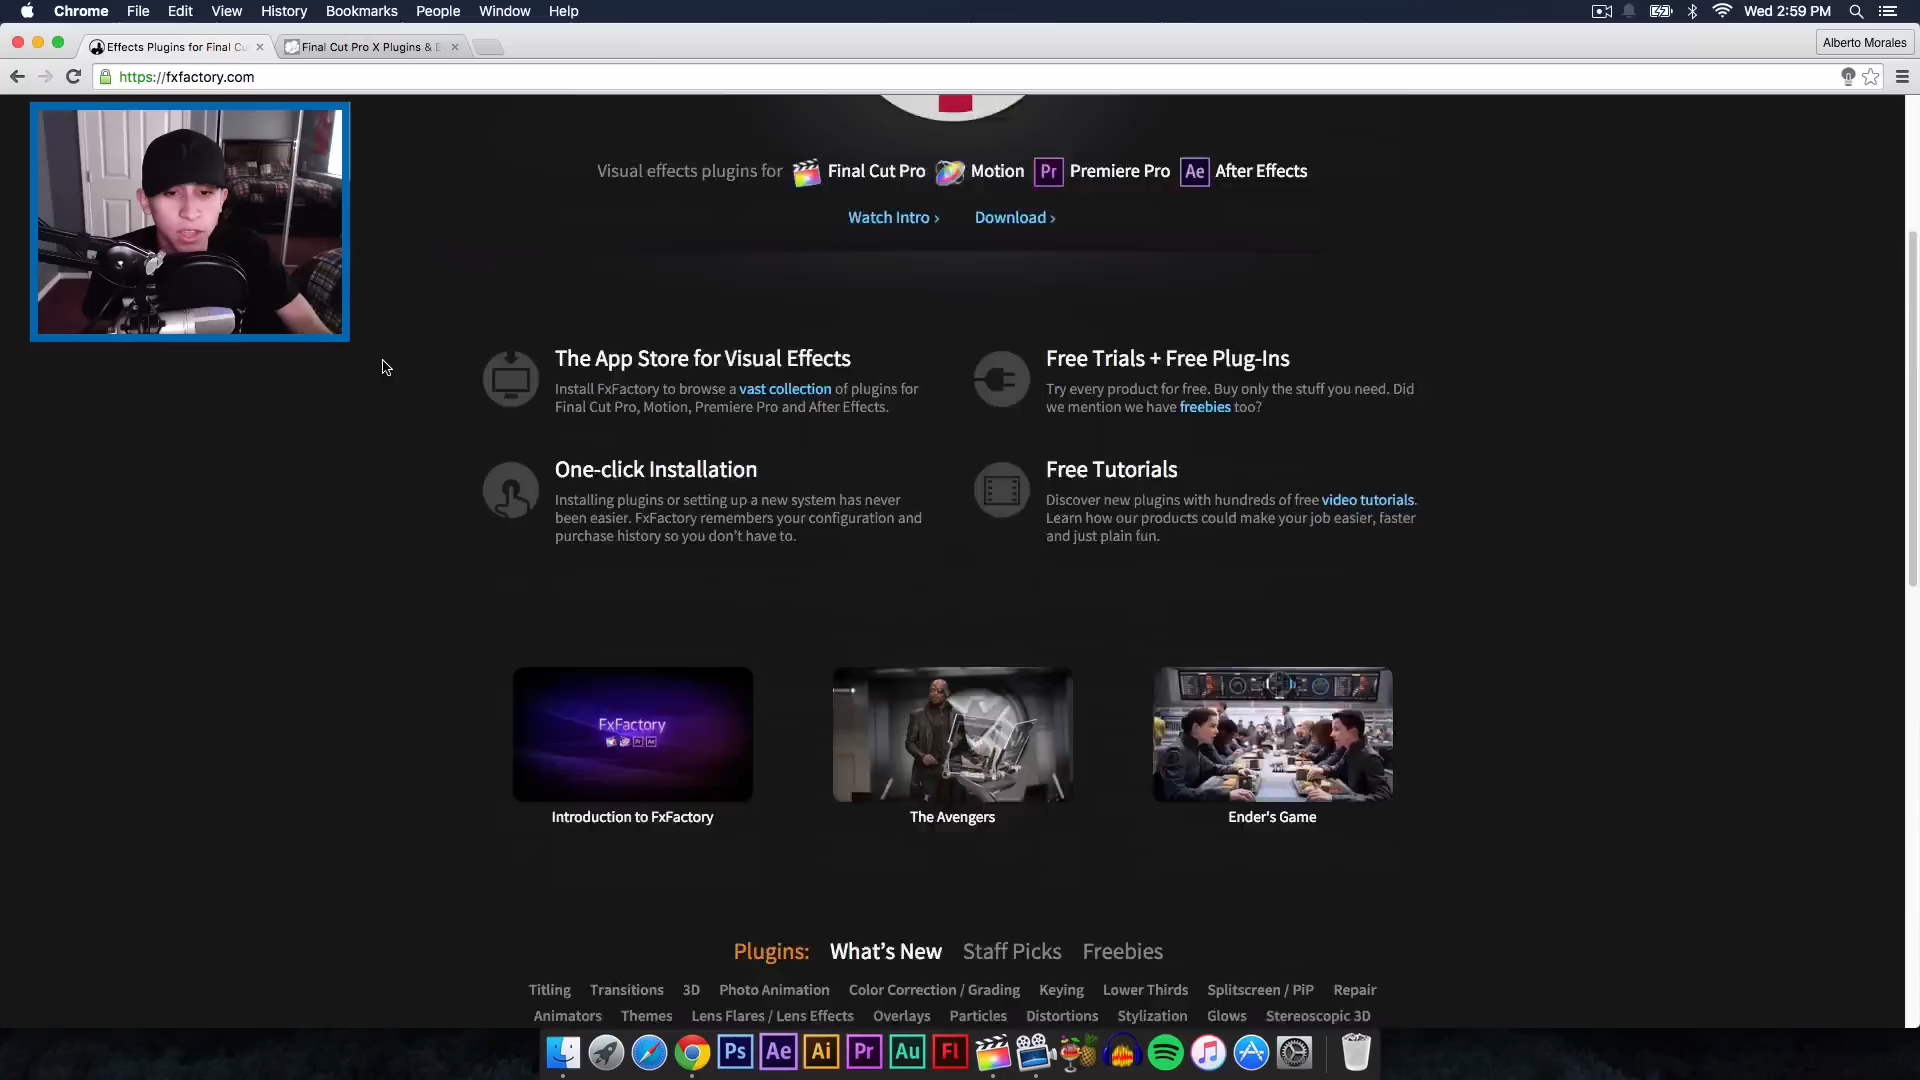 Chrome File Edit View History Bookmarks People Window Help Wed 2:59 PM
Effects Plugins for Final Cu Final Cut Pro X Plugins & E Alberto Morales
https://fxfactory.com
Visual effects plugins for Final Cut Pro Motion Pr Premiere Pro Ae After Effects
Watch Intro › Download ›
The App Store for Visual Effects
Install FxFactory to browse a vast collection of plugins for
Final Cut Pro, Motion, Premiere Pro and After Effects.
Free Trials + Free Plug-Ins
Try every product for free. Buy only the stuff you need. Did
we mention we have freebies too?
One-click Installation
Installing plugins or setting up a new system has never
been easier. FxFactory remembers your configuration and
purchase history so you don’t have to.
Free Tutorials
Discover new plugins with hundreds of free video tutorials.
Learn how our products could make your job easier, faster
and just plain fun.
FxFactory
Introduction to FxFactory The Avengers Ender's Game
Plugins: What’s New Staff Picks Freebies
Titling Transitions 3D Photo Animation Color Correction / Grading Keying Lower Thirds Splitscreen / PiP Repair
Animators Themes Lens Flares / Lens Effects Overlays Particles Distortions Stylization Glows Stereoscopic 3D
Ps Ae Ai Pr Au Fl